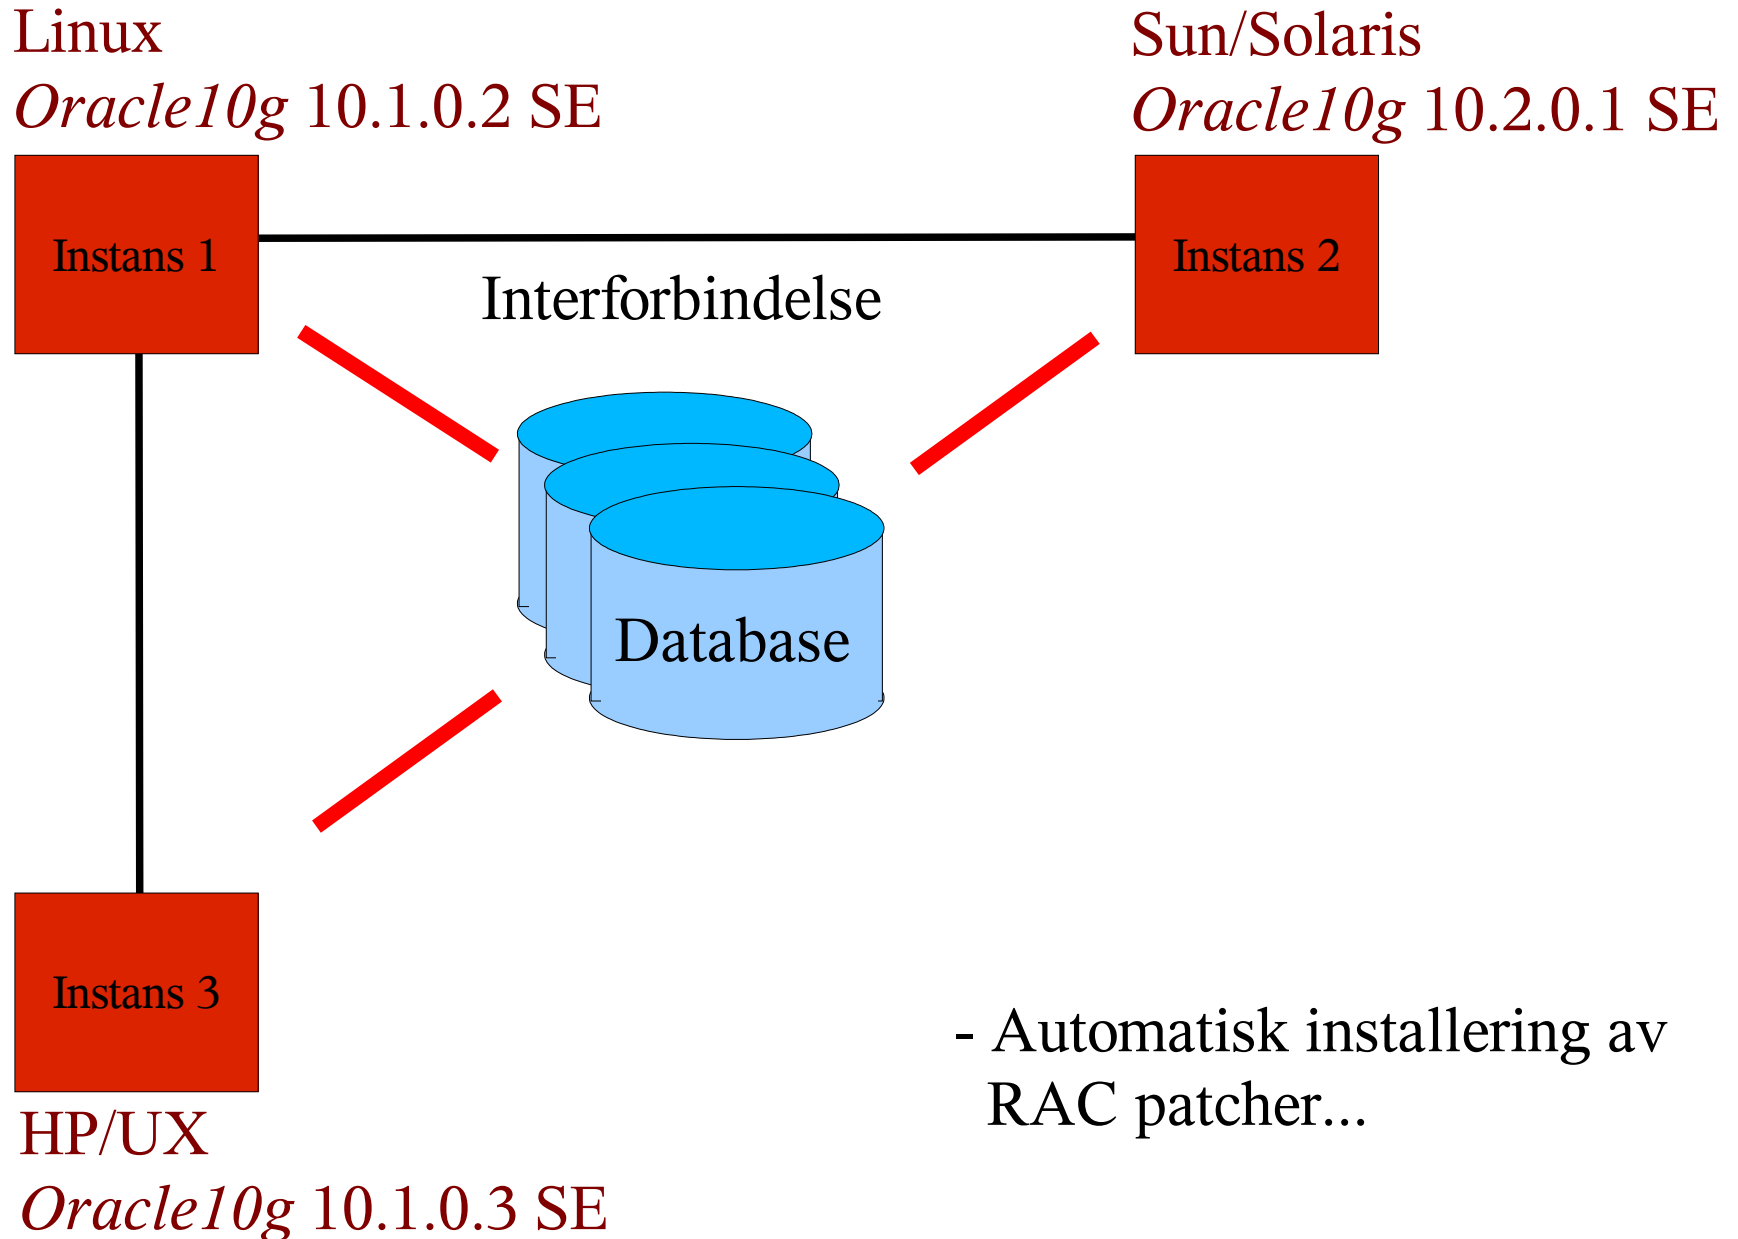 Linux
Oracle10g 10.1.0.2 SE
Sun/Solaris
Oracle10g 10.2.0.1 SE
Instans 1
Instans 2
Interforbindelse
Database
Instans 3
- Automatisk installering av
RAC patcher...
HP/UX
Oracle10g 10.1.0.3 SE